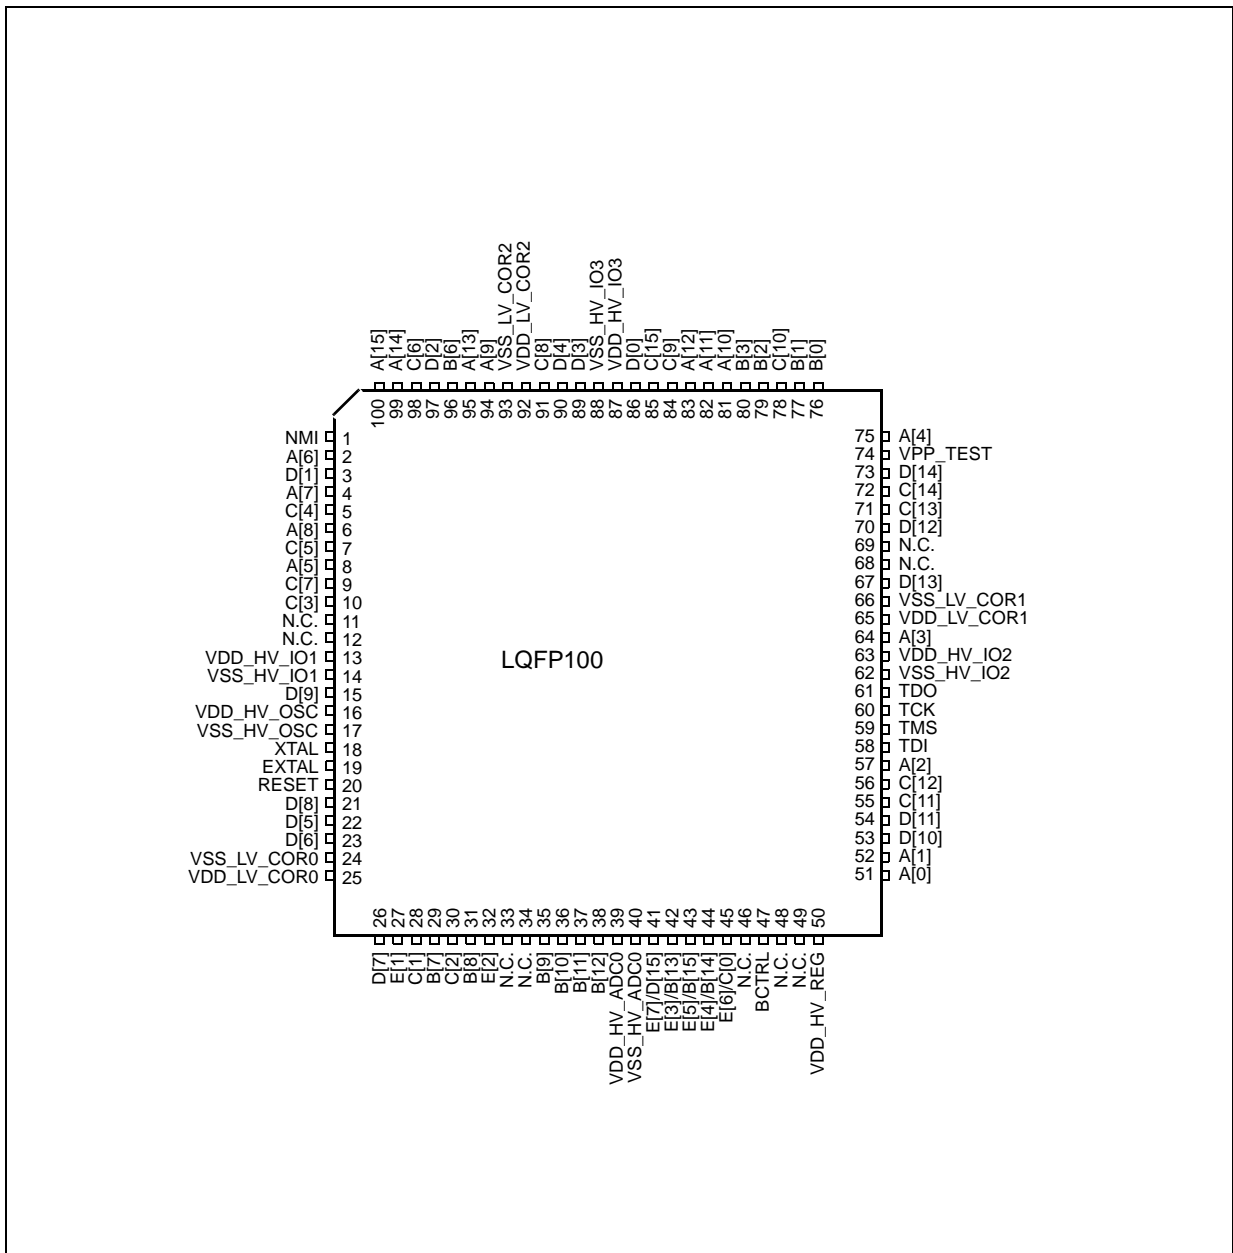 A[15]
A[14]
C[6]
D[2]
B[6]
A[13]
A[9]
VSS_LV_COR2
VDD_LV_COR2
C[8]
D[4]
D[3]
VSS_HV_IO3
VDD_HV_IO3
D[0]
C[15]
C[9]
A[12]
A[11]
A[10]
B[3]
B[2]
C[10]
B[1]
B[0]
100
99
98
97
96
95
94
93
92
91
90
89
88
87
86
85
84
83
82
81
80
79
78
77
76
NMI 1
A[6] 2
D[1] 3
A[7] 4
C[4] 5
A[8] 6
C[5] 7
A[5] 8
C[7] 9
C[3] 10
N.C. 11
N.C. 12
VDD_HV_IO1 13
VSS_HV_IO1 14
D[9] 15
VDD_HV_OSC 16
VSS_HV_OSC 17
XTAL 18
EXTAL 19
RESET 20
D[8] 21
D[5] 22
D[6] 23
VSS_LV_COR0 24
VDD_LV_COR0 25
LQFP100
75 A[4]
74 VPP_TEST
73 D[14]
72 C[14]
71 C[13]
70 D[12]
69 N.C.
68 N.C.
67 D[13]
66 VSS_LV_COR1
65 VDD_LV_COR1
64 A[3]
63 VDD_HV_IO2
62 VSS_HV_IO2
61 TDO
60 TCK
59 TMS
58 TDI
57 A[2]
56 C[12]
55 C[11]
54 D[11]
53 D[10]
52 A[1]
51 A[0]
26
27
28
29
30
31
32
33
34
35
36
37
38
39
40
41
42
43
44
45
46
47
48
49
50
D[7]
E[1]
C[1]
B[7]
C[2]
B[8]
E[2]
N.C.
N.C.
B[9]
B[10]
B[11]
B[12]
VDD_HV_ADC0
VSS_HV_ADC0
E[7]/D[15]
E[3]/B[13]
E[5]/B[15]
E[4]/B[14]
E[6]/C[0]
N.C.
BCTRL
N.C.
N.C.
VDD_HV_REG